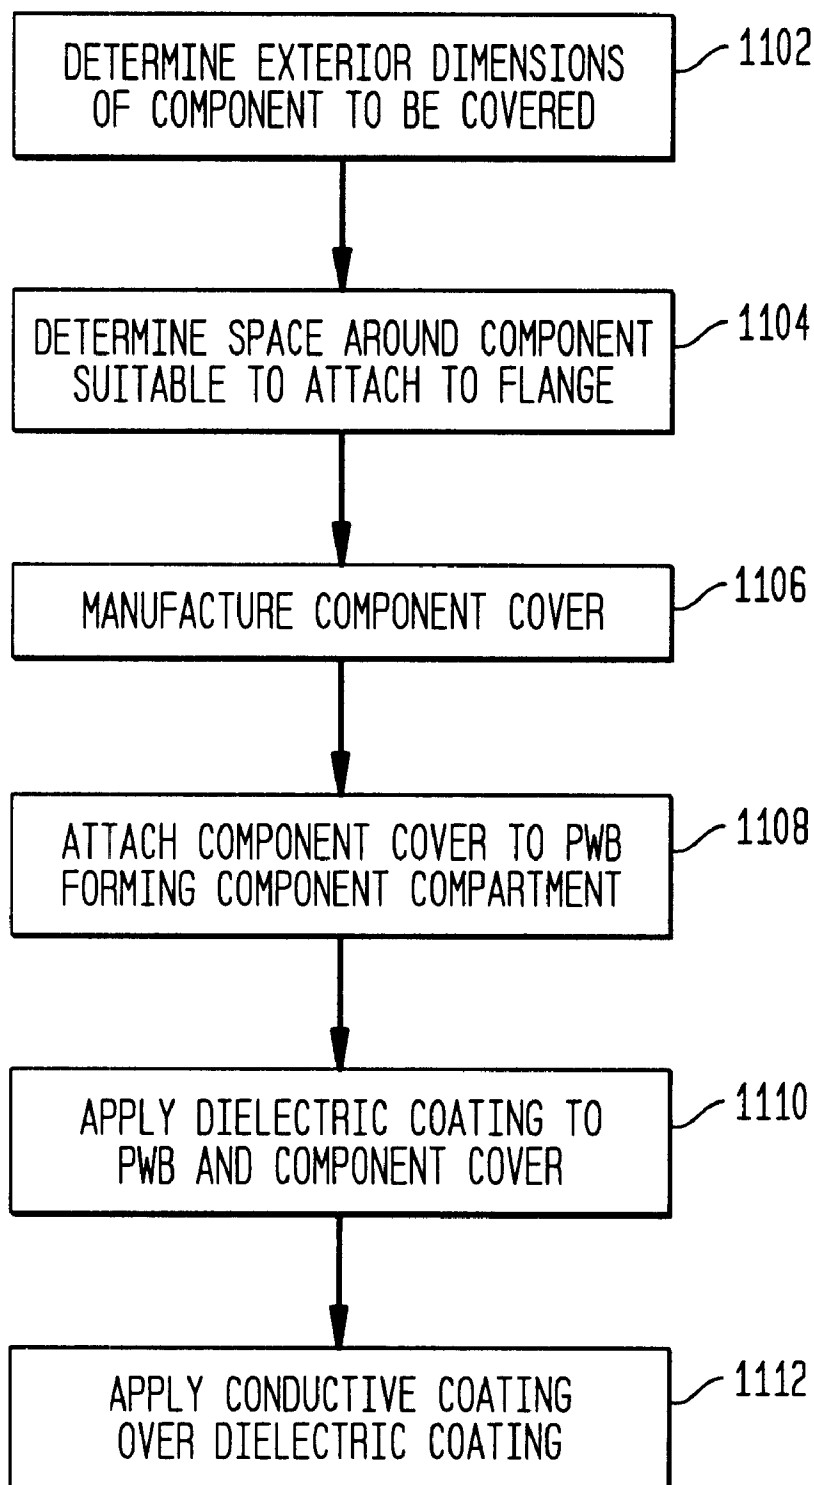 DETERMINE EXTERIOR DIMENSIONS
OF COMPONENT TO BE COVERED
1102
DETERMINE SPACE AROUND COMPONENT
SUITABLE TO ATTACH TO FLANGE
1104
MANUFACTURE COMPONENT COVER
1106
ATTACH COMPONENT COVER TO PWB
FORMING COMPONENT COMPARTMENT
1108
APPLY DIELECTRIC COATING TO
PWB AND COMPONENT COVER
1110
APPLY CONDUCTIVE COATING
OVER DIELECTRIC COATING
1112